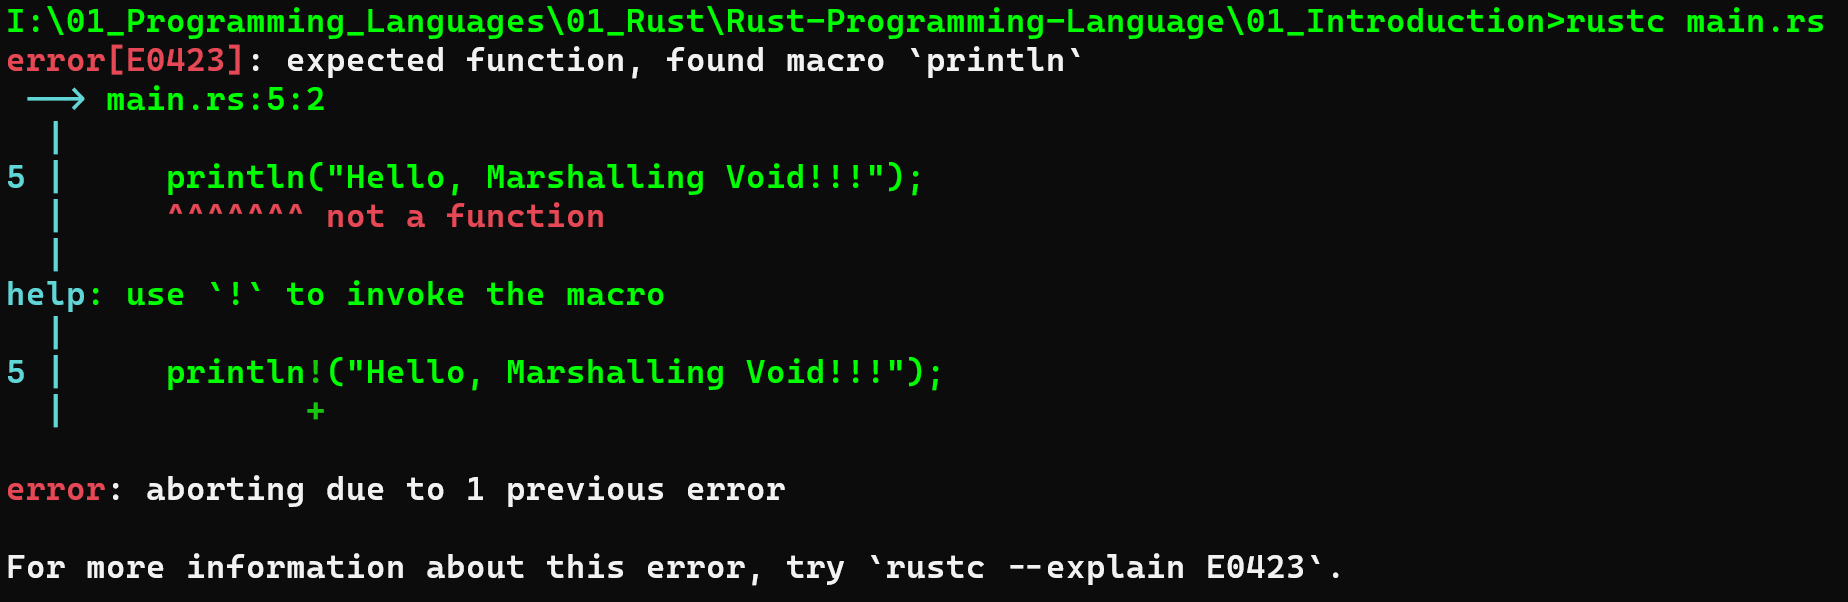 I:\01_Programming_Languages\01_Rust\Rust-Programming-Language\01_Introduction>rustc main.rs
error[E0423]: expected function, found macro `println`
 --> main.rs:5:2
  |
5 |     println("Hello, Marshalling Void!!!");
  |     ^^^^^^^ not a function
  |
help: use `!` to invoke the macro
  |
5 |     println!("Hello, Marshalling Void!!!");
  |            +

error: aborting due to 1 previous error

For more information about this error, try `rustc --explain E0423`.